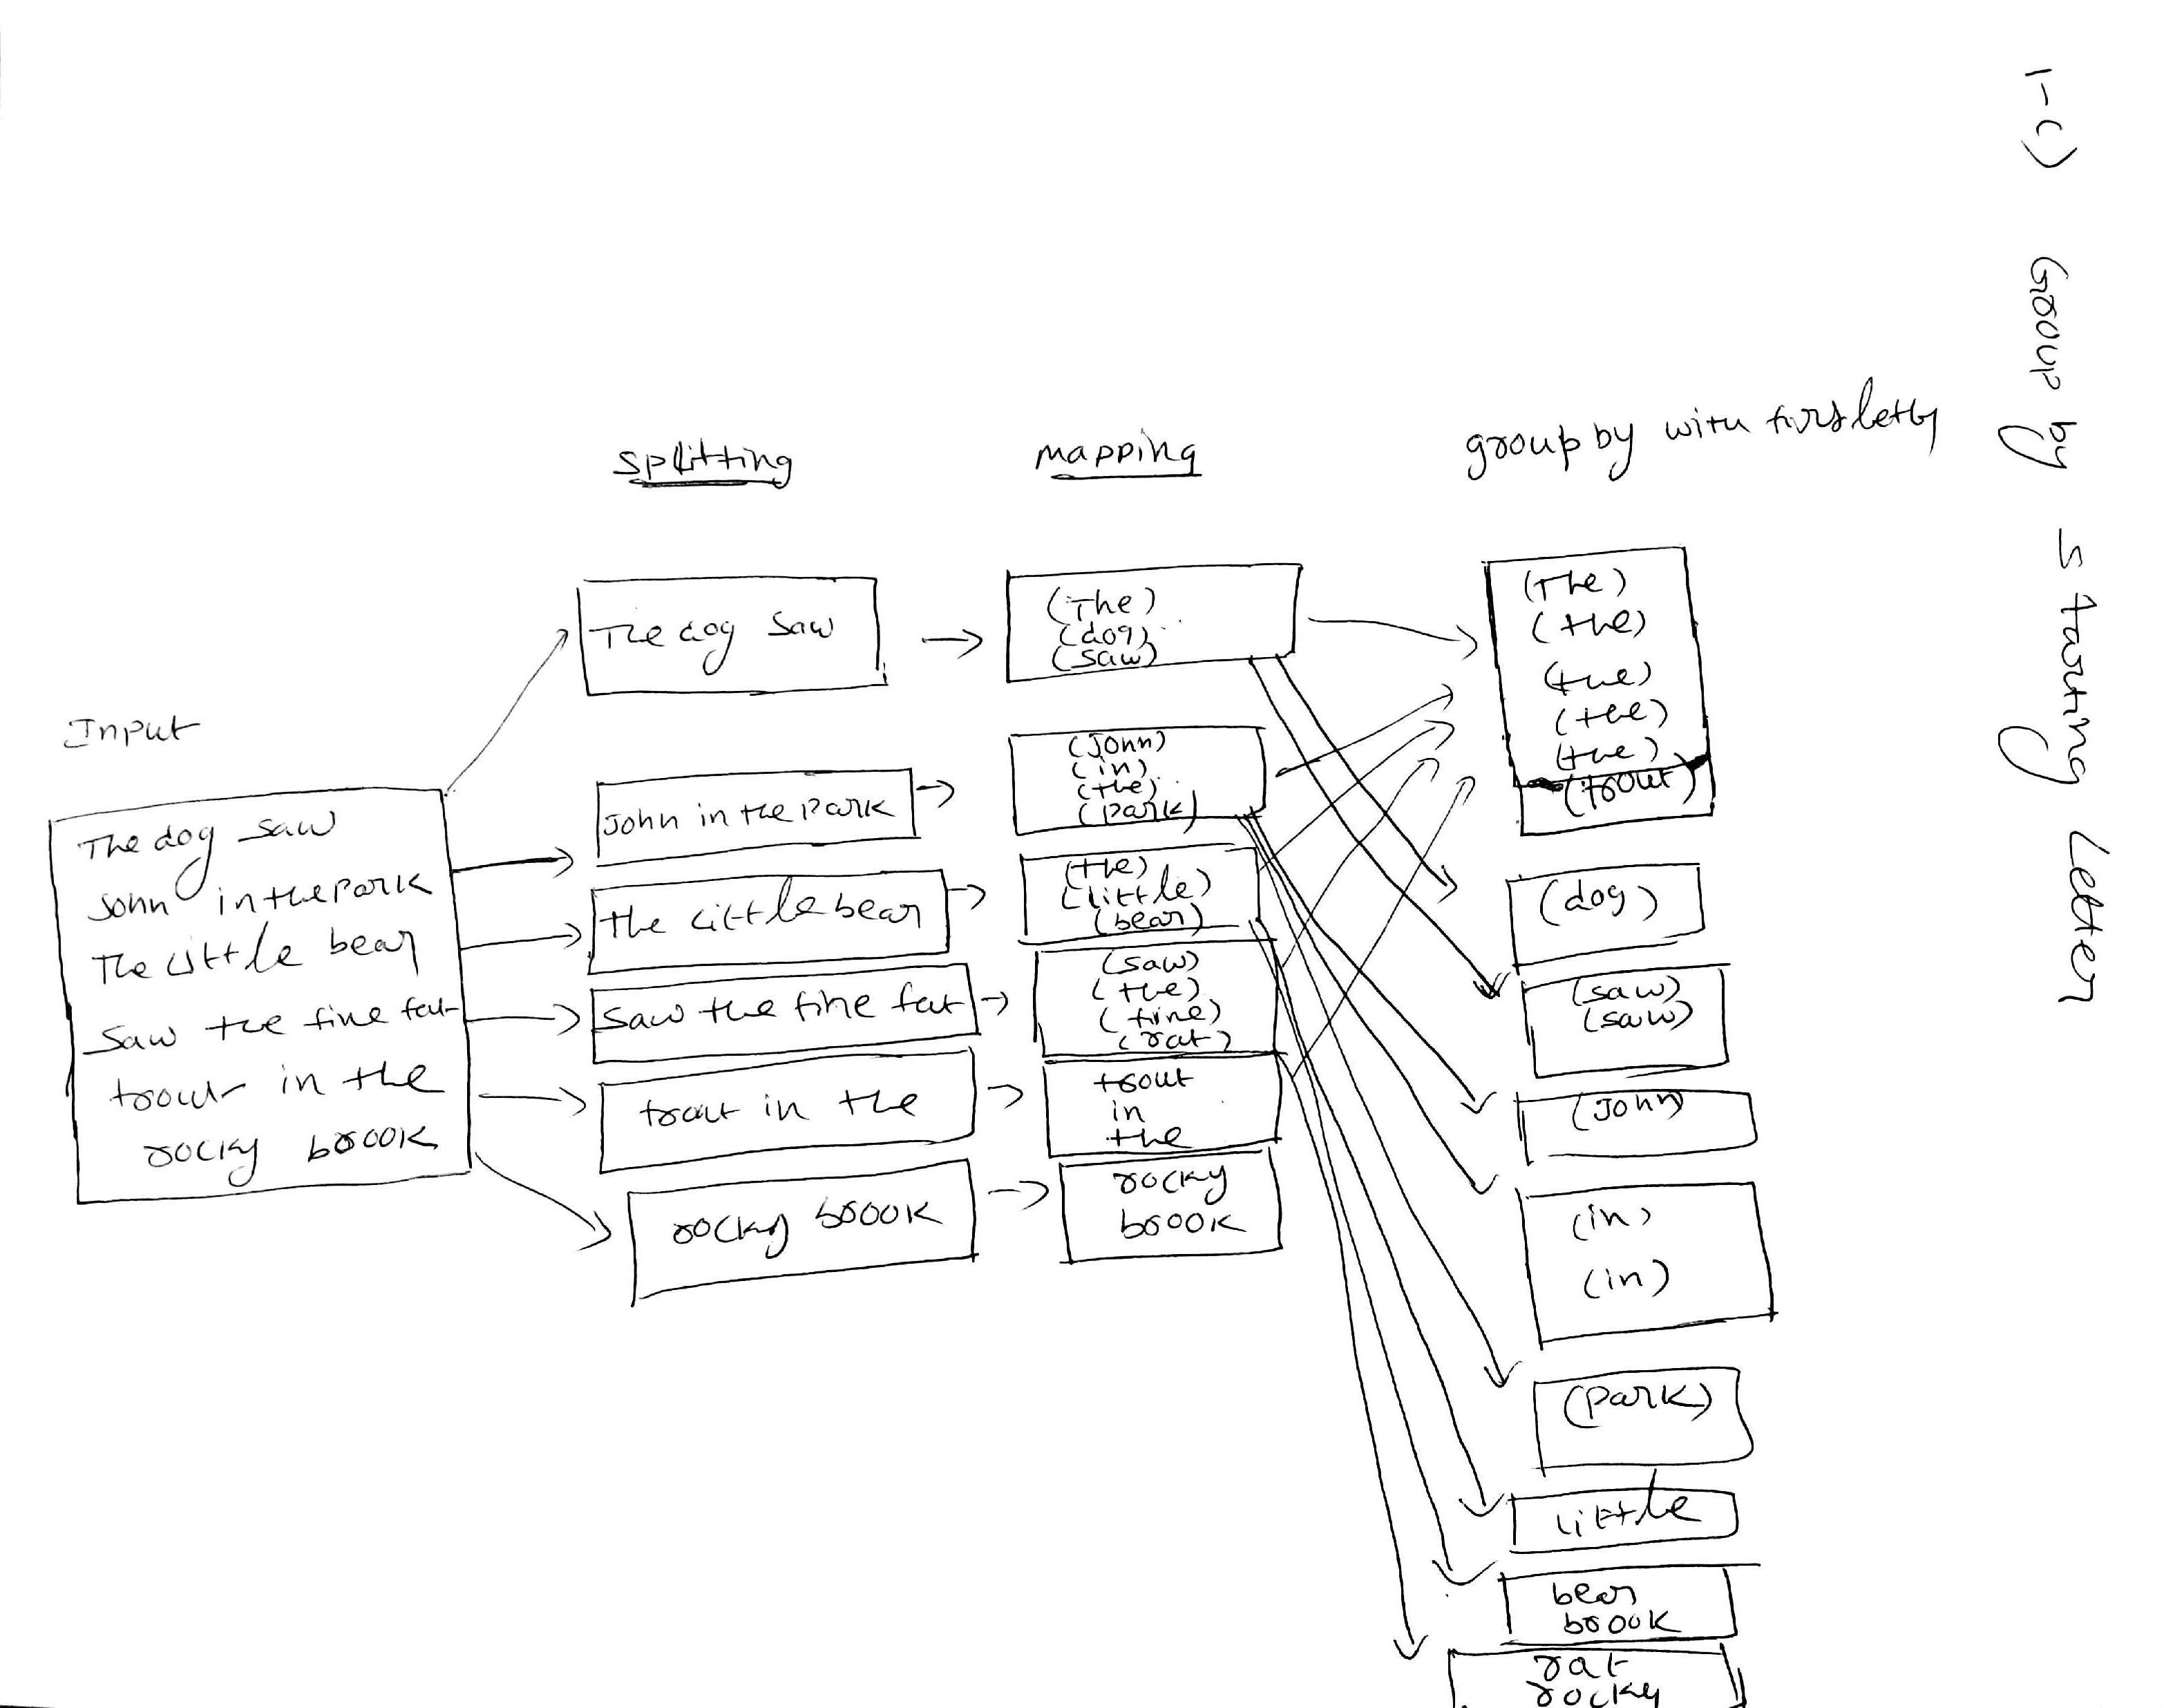 1-c) Group by starting Letter
splitting
mapping
group by with first letter
Input
The dog saw
John in the Park
The Little bear
Saw the fine fat
trout in the
rocky brook
The dog saw
John in the Park
the Little bear
Saw the fine fat
trout in the
rocky brook
(The)
(dog)
(saw)
(John)
(in)
(the)
(park)
(the)
(little)
(bear)
(saw)
(the)
(fine)
(rat)
trout
in
the
rocky
brook
(The)
(the)
(the)
(the)
(the)
(trout)
(dog)
(saw)
(saw)
(John)
(in)
(in)
(Park)
Little
bear
brook
rat
rocky